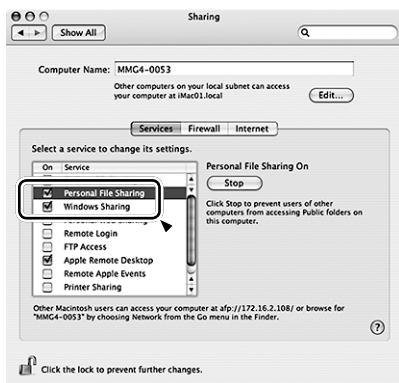 Sharing
Show All
Computer Name: MMG4-0053
Other computers on your local subnet can access
your computer at iMac01.local
Edit...
Services Firewall Internet
Select a service to change its settings.
On Service
Personal File Sharing
Windows Sharing
Remote Login
FTP Access
Apple Remote Desktop
Remote Apple Events
Printer Sharing
Personal File Sharing On
Stop
Click Stop to prevent users of other
computers from accessing Public folders on
this computer.
Other Macintosh users can access your computer at afp://172.16.2.108/ or browse for
"MMG4-0053" by choosing Network from the Go menu in the Finder.
?
Click the lock to prevent further changes.